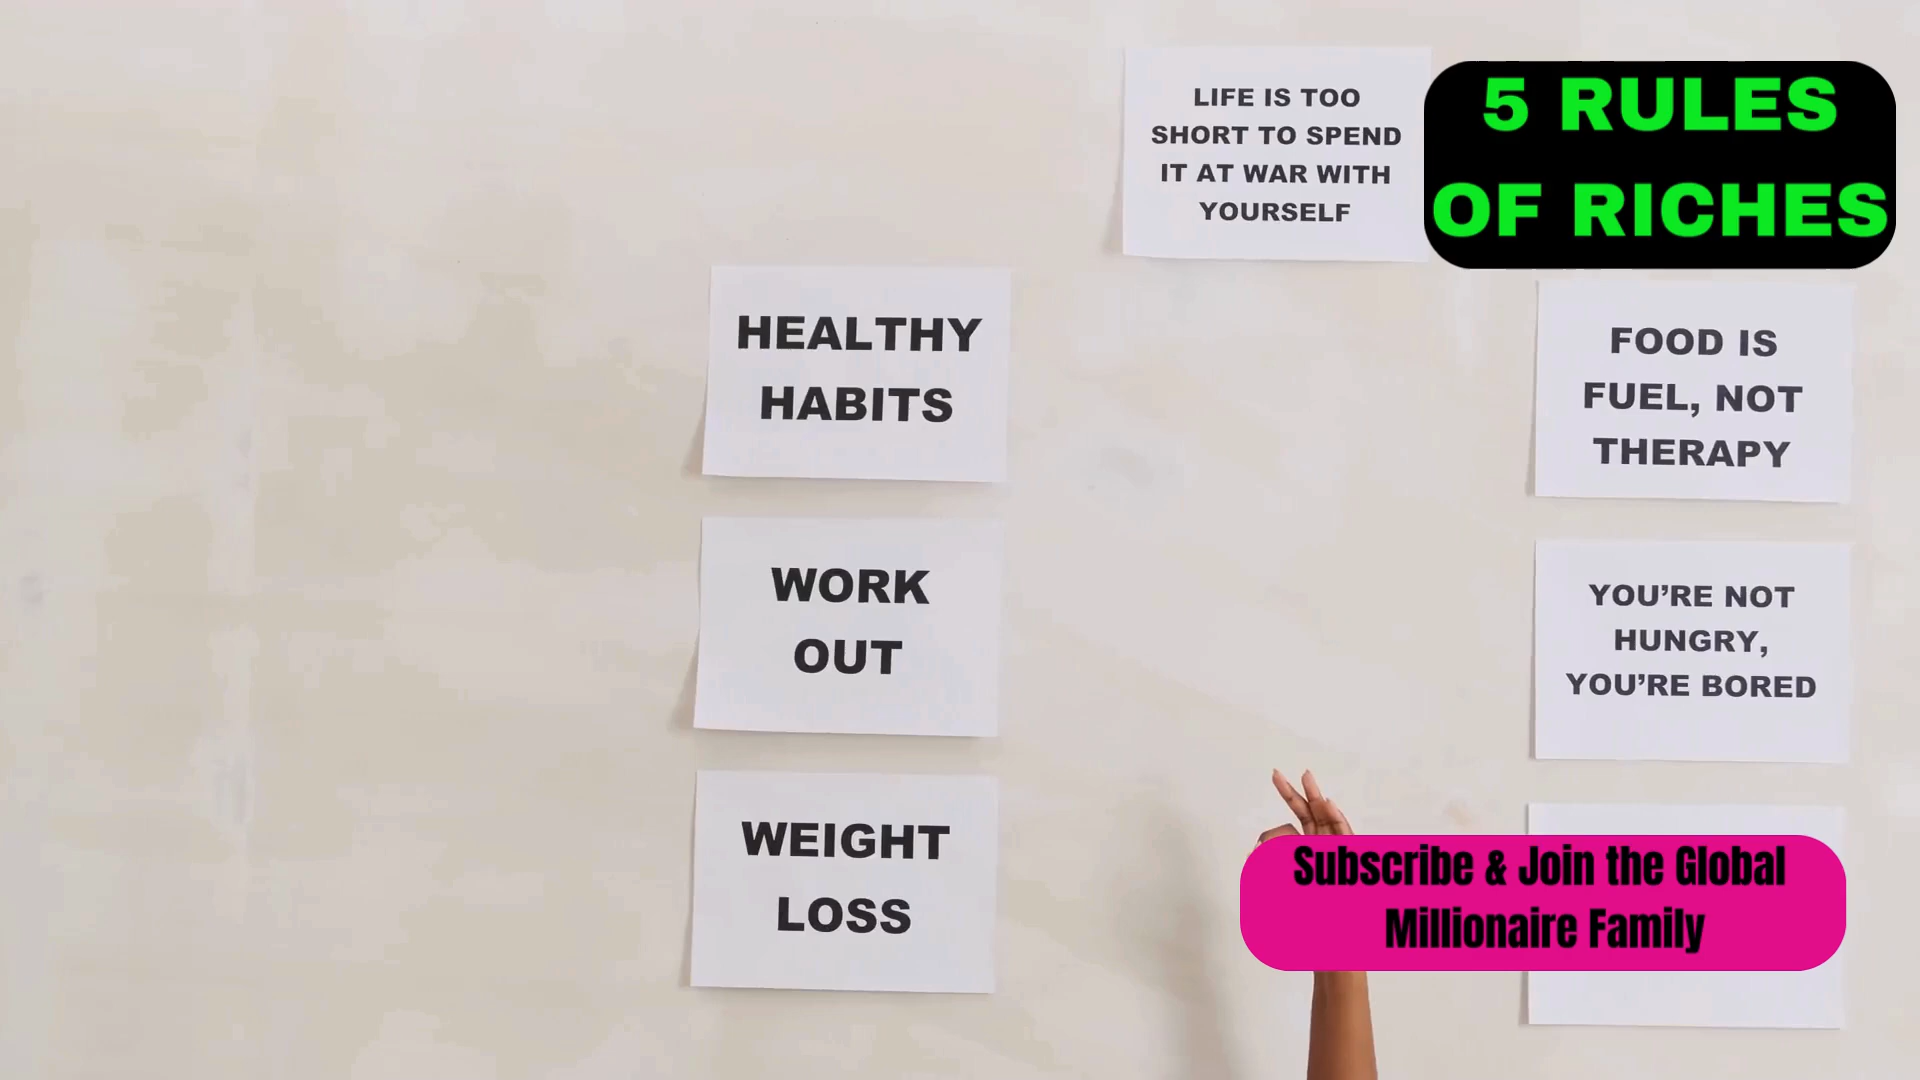 LIFE IS TOO
SHORT TO SPEND
IT AT WAR WITH
YOURSELF
5 RULES
OF RICHES
HEALTHY
HABITS
FOOD IS
FUEL, NOT
THERAPY
WORK
OUT
YOU’RE NOT
HUNGRY,
YOU’RE BORED
WEIGHT
LOSS
Subscribe & Join the Global
Millionaire Family